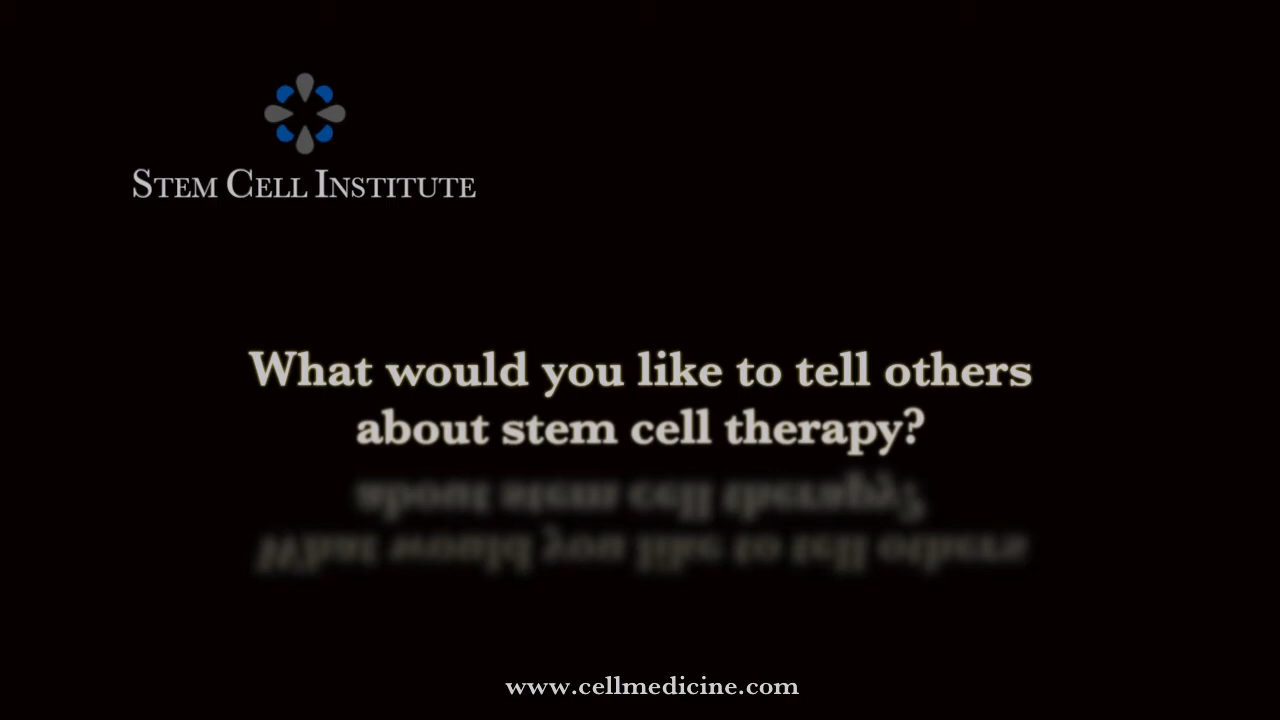 STEM CELL INSTITUTE
What would you like to tell others
about stem cell therapy?
www.cellmedicine.com